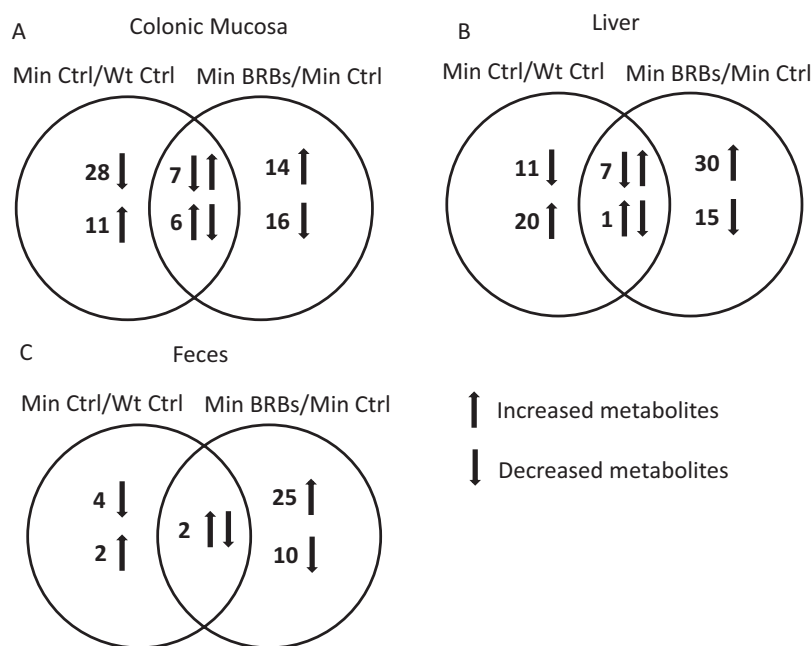 A Colonic Mucosa
Min Ctrl/Wt Ctrl Min BRBs/Min Ctrl
28 ↓ 7 ↓ ↑ 14 ↑
11 ↑ 6 ↑ ↓ 16 ↓
B Liver
Min Ctrl/Wt Ctrl Min BRBs/Min Ctrl
11 ↓ 7 ↓ ↑ 30 ↑
20 ↑ 1 ↑ ↓ 15 ↓
C Feces
Min Ctrl/Wt Ctrl Min BRBs/Min Ctrl
4 ↓ 2 ↑ ↓ 25 ↑
2 ↑ 10 ↓
↑ Increased metabolites
↓ Decreased metabolites